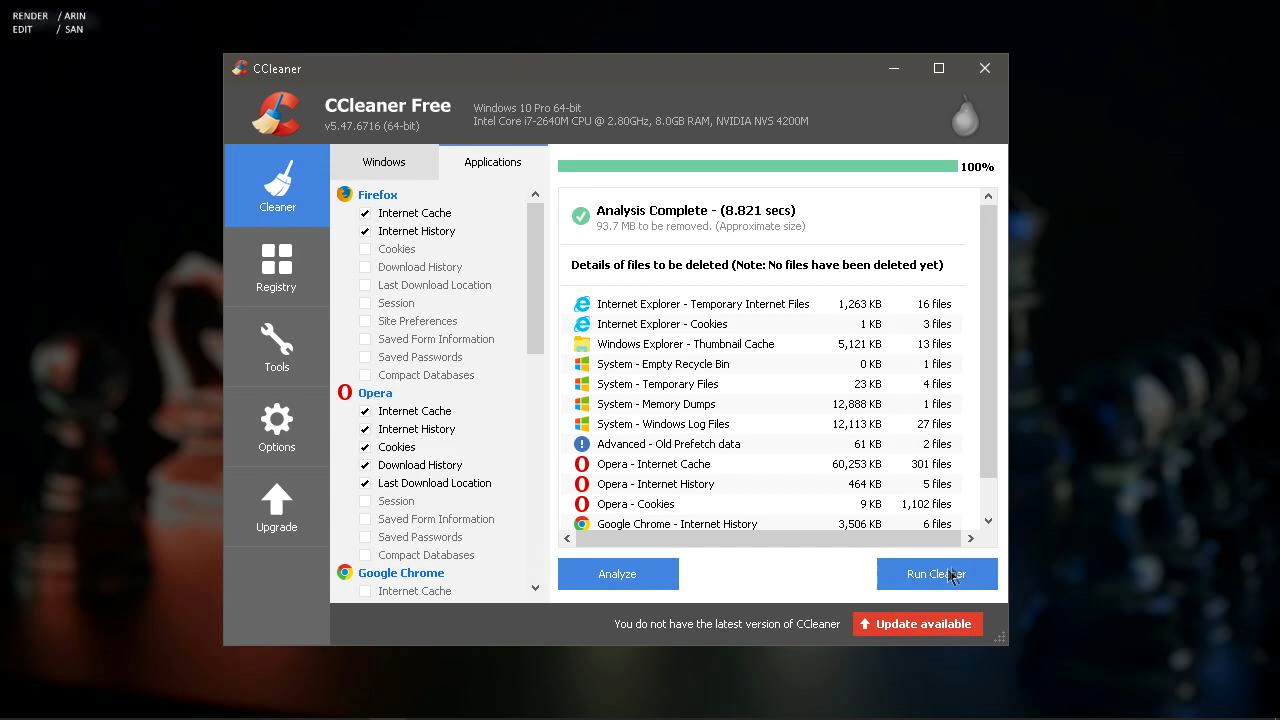 RENDER / ARIN
EDIT / SAN
CCleaner
CCleaner Free
v5.47.6716 (64-bit)
Windows 10 Pro 64-bit
Intel Core i7-2640M CPU @ 2.80GHz, 8.0GB RAM, NVIDIA NVS 4200M
Cleaner
Registry
Tools
Options
Upgrade
Windows
Applications
Firefox
Internet Cache
Internet History
Cookies
Download History
Last Download Location
Session
Site Preferences
Saved Form Information
Saved Passwords
Compact Databases
Opera
Internet Cache
Internet History
Cookies
Download History
Last Download Location
Session
Saved Form Information
Saved Passwords
Compact Databases
Google Chrome
Internet Cache
100%
Analysis Complete - (8.821 secs)
93.7 MB to be removed. (Approximate size)
Details of files to be deleted (Note: No files have been deleted yet)
Internet Explorer - Temporary Internet Files 1,263 KB 16 files
Internet Explorer - Cookies 1 KB 3 files
Windows Explorer - Thumbnail Cache 5,121 KB 13 files
System - Empty Recycle Bin 0 KB 1 files
System - Temporary Files 23 KB 4 files
System - Memory Dumps 12,888 KB 1 files
System - Windows Log Files 12,113 KB 27 files
Advanced - Old Prefetch data 61 KB 2 files
Opera - Internet Cache 60,253 KB 301 files
Opera - Internet History 464 KB 5 files
Opera - Cookies 9 KB 1,102 files
Google Chrome - Internet History 3,506 KB 6 files
Analyze
Run Cleaner
You do not have the latest version of CCleaner
Update available